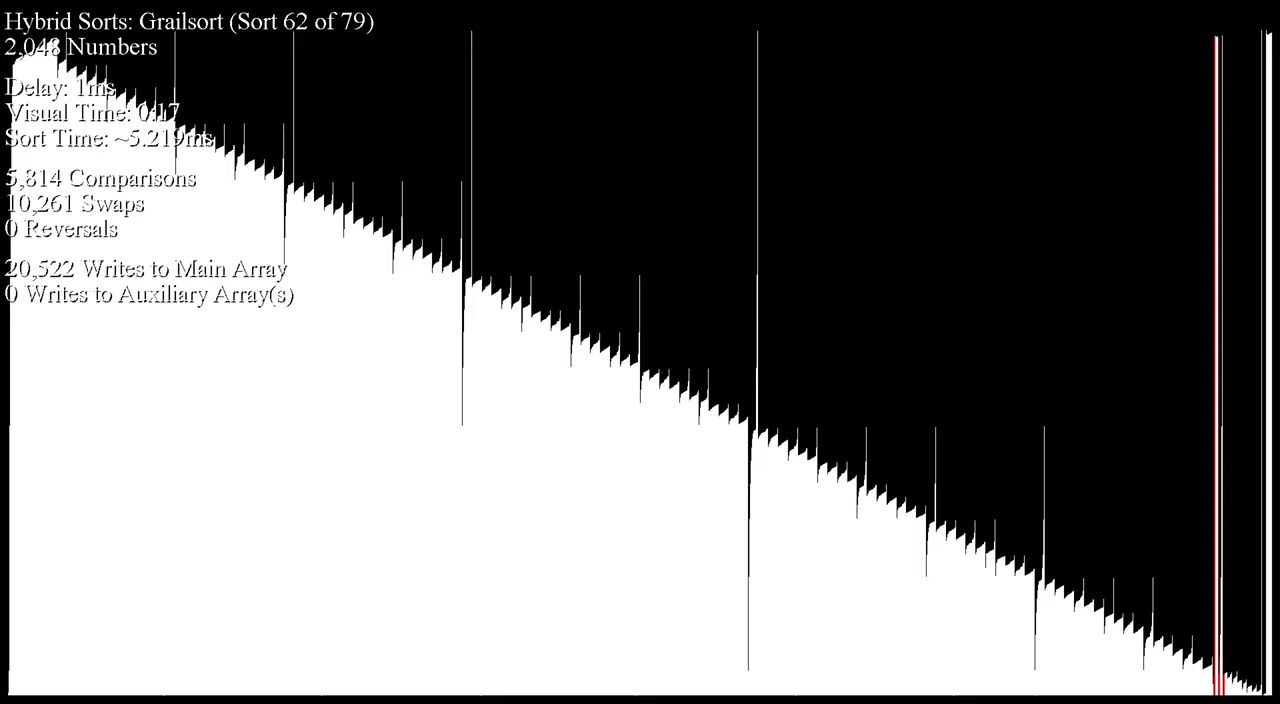 Hybrid Sorts: Grailsort (Sort 62 of 79)
2,048 Numbers
Delay: 1ms
Visual Time: 0:17
Sort Time: ~5.219ms
5,814 Comparisons
10,261 Swaps
0 Reversals
20,522 Writes to Main Array
0 Writes to Auxiliary Array(s)